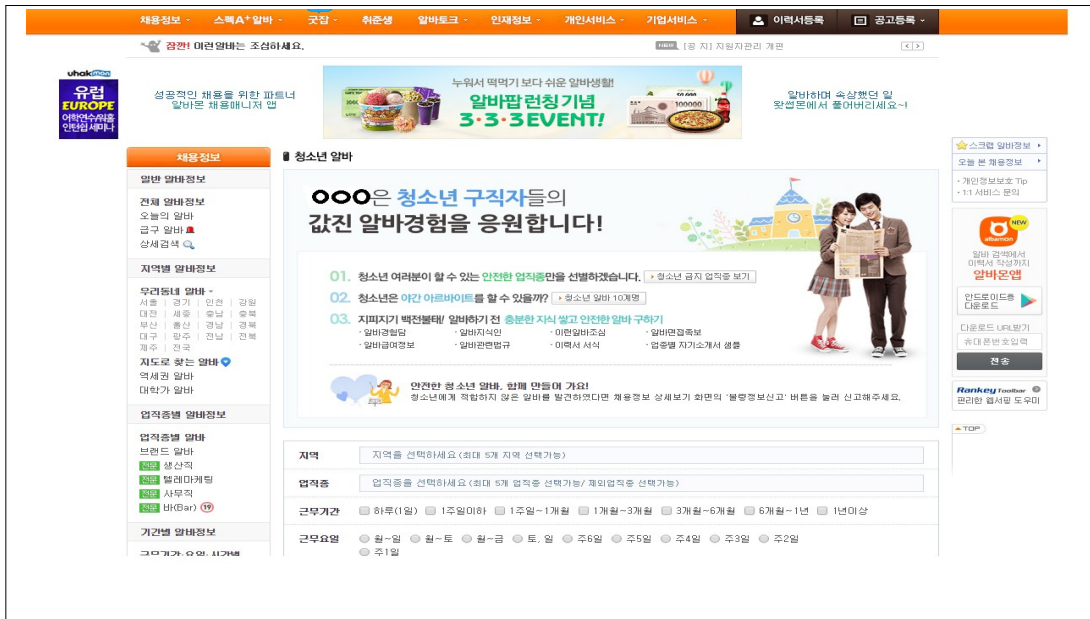 채용정보 스펙A+알바 굿잡 취준생 알바토크 인재정보 개인서비스 기업서비스 이력서등록 공고등록
잠깐! 이런알바는 조심하세요.
NEW [공 지] 지원자관리 개편
uhakmon
유럽
EUROPE
어학연수/워홀
인턴쉽세미나
성공적인 채용을 위한 파트너
알바몬 채용매니저 앱
누워서 떡먹기 보다 쉬운 알바생활!
알바팝 런칭기념
3·3·3 EVENT!
알바하며 속상했던 일
왓썹몬에서 풀어버리세요~!
채용정보
일반 알바정보
전체 알바정보
오늘의 알바
급구 알바
상세검색
지역별 알바정보
우리동네 알바
서울 | 경기 | 인천 | 강원
대전 | 세종 | 충남 | 충북
부산 | 울산 | 경남 | 경북
대구 | 광주 | 전남 | 전북
제주 | 전국
지도로 찾는 알바
역세권 알바
대학가 알바
업직종별 알바정보
업직종별 알바
브랜드 알바
전문 생산직
전문 텔레마케팅
전문 사무직
전문 바(Bar) 19
기간별 알바정보
근무기간·요일·시간별
청소년 알바
OOO은 청소년 구직자들의
값진 알바경험을 응원합니다!
01. 청소년 여러분이 할 수 있는 안전한 업직종만을 선별하겠습니다. 청소년 금지 업직종 보기
02. 청소년은 야간 아르바이트를 할 수 있을까? 청소년 알바 10계명
03. 지피지기 백전불태! 알바하기 전 충분한 지식 쌓고 안전한 알바 구하기
· 알바경험담 · 알바지식인 · 이런알바조심 · 알바면접족보
· 알바급여정보 · 알바관련법규 · 이력서 서식 · 업종별 자기소개서 샘플
안전한 청소년 알바, 함께 만들어 가요!
청소년에게 적합하지 않은 알바를 발견하였다면 채용정보 상세보기 화면의 '불량정보신고' 버튼을 눌러 신고해주세요.
지역 지역을 선택하세요 (최대 5개 지역 선택가능)
업직종 업직종을 선택하세요 (최대 5개 업직종 선택가능/ 제외업직종 선택가능)
근무기간 하루(1일) 1주일이하 1주일~1개월 1개월~3개월 3개월~6개월 6개월~1년 1년이상
근무요일 월~일 월~토 월~금 토, 일 주6일 주5일 주4일 주3일 주2일
주1일
스크랩 알바정보
오늘 본 채용정보
· 개인정보보호 Tip
· 1:1 서비스 문의
NEW
albamon
알바 검색에서
이력서 작성까지
알바몬앱
안드로이드용
다운로드
다운로드 URL받기
휴대폰번호입력
전송
Rankey Toolbar
편리한 웹서핑 도우미
TOP